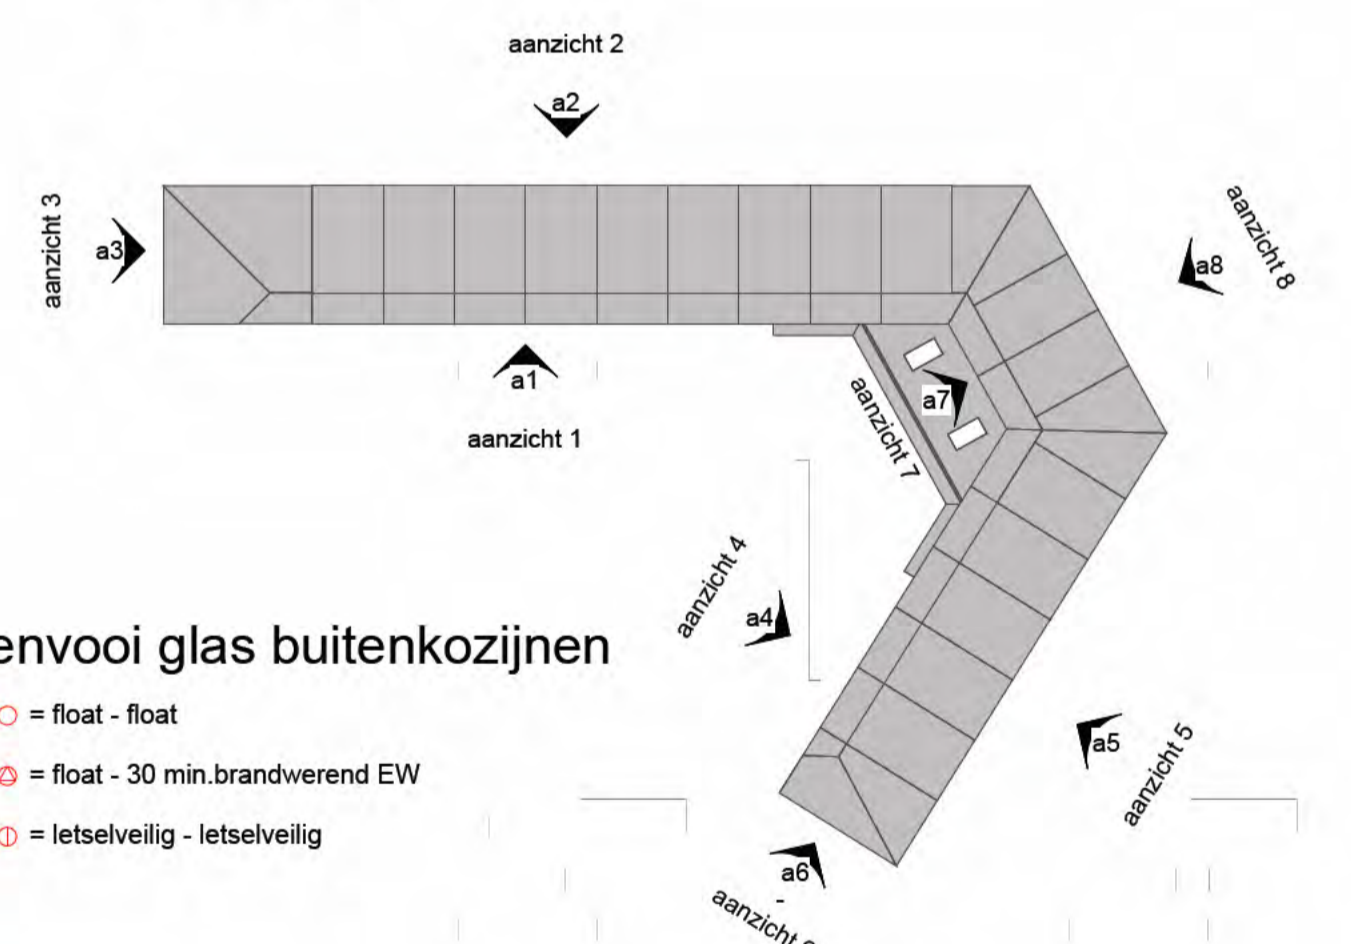 aanzicht 2
a2
aanzicht 3
a3
aanzicht 8
a8
a1
aanzicht 1
a7
aanzicht 7
aanzicht 4
a4
envooi glas buitenkozijnen
= float - float
= float - 30 min.brandwerend EW
= letselveilig - letselveilig
a5
aanzicht 5
a6
-
aanzicht